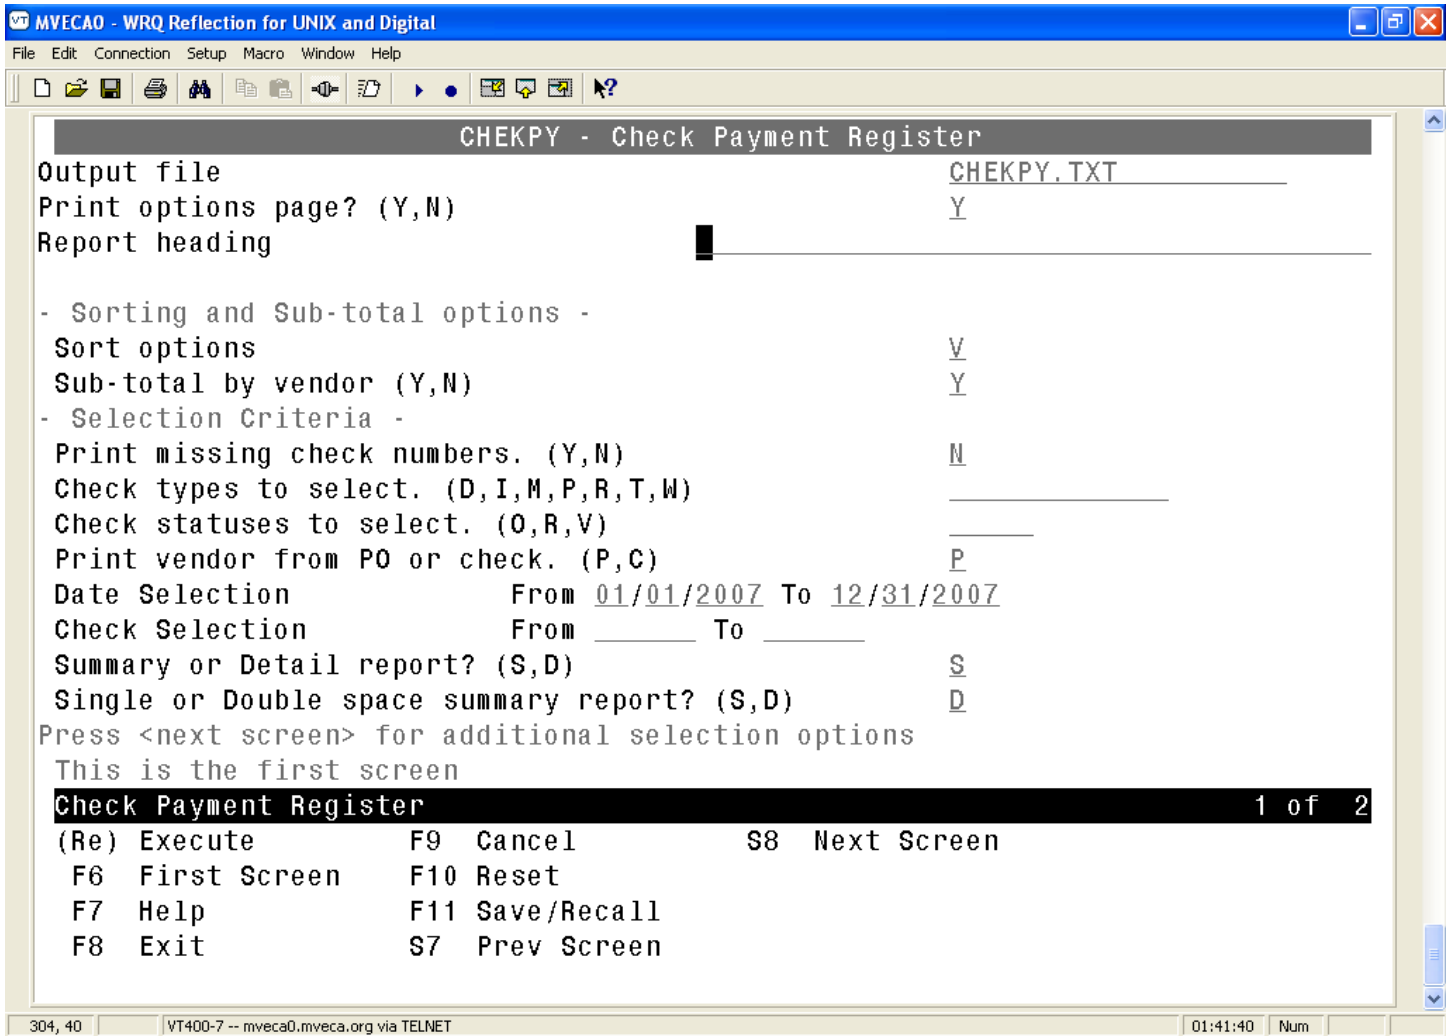 MVECA0 - WRQ Reflection for UNIX and Digital
File Edit Connection Setup Macro Window Help
CHEKPY - Check Payment Register
Output file CHEKPY.TXT
Print options page? (Y,N) Y
Report heading
- Sorting and Sub-total options -
Sort options V
Sub-total by vendor (Y,N) Y
- Selection Criteria -
Print missing check numbers. (Y,N) N
Check types to select. (D,I,M,P,R,T,W)
Check statuses to select. (O,R,V)
Print vendor from PO or check. (P,C) P
Date Selection From 01/01/2007 To 12/31/2007
Check Selection From To
Summary or Detail report? (S,D) S
Single or Double space summary report? (S,D) D
Press <next screen> for additional selection options
This is the first screen
Check Payment Register 1 of 2
(Re) Execute F9 Cancel S8 Next Screen
F6 First Screen F10 Reset
F7 Help F11 Save/Recall
F8 Exit S7 Prev Screen
304, 40 VT400-7 -- mveca0.mveca.org via TELNET 01:41:40 Num